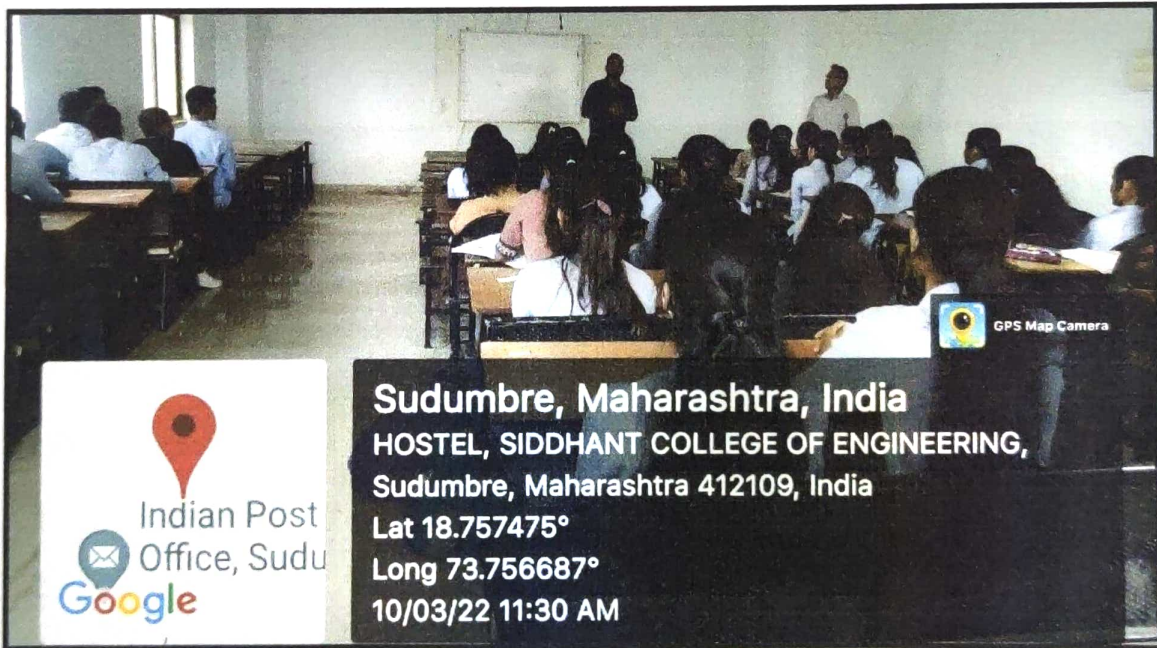 GPS Map Camera
Sudumbre, Maharashtra, India
HOSTEL, SIDDHANT COLLEGE OF ENGINEERING,
Sudumbre, Maharashtra 412109, India
Lat 18.757475°
Long 73.756687°
10/03/22 11:30 AM
Indian Post
Office, Sudu
Google